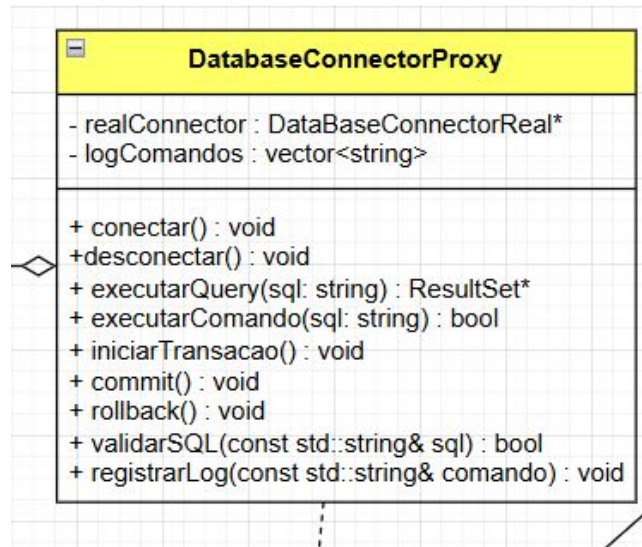 DatabaseConnectorProxy
- realConnector : DataBaseConnectorReal*
- logComandos : vector<string>
+ conectar() : void
+desconectar() : void
+ executarQuery(sql: string) : ResultSet*
+ executarComando(sql: string) : bool
+ iniciarTransacao() : void
+ commit() : void
+ rollback() : void
+ validarSQL(const std::string& sql) : bool
+ registrarLog(const std::string& comando) : void